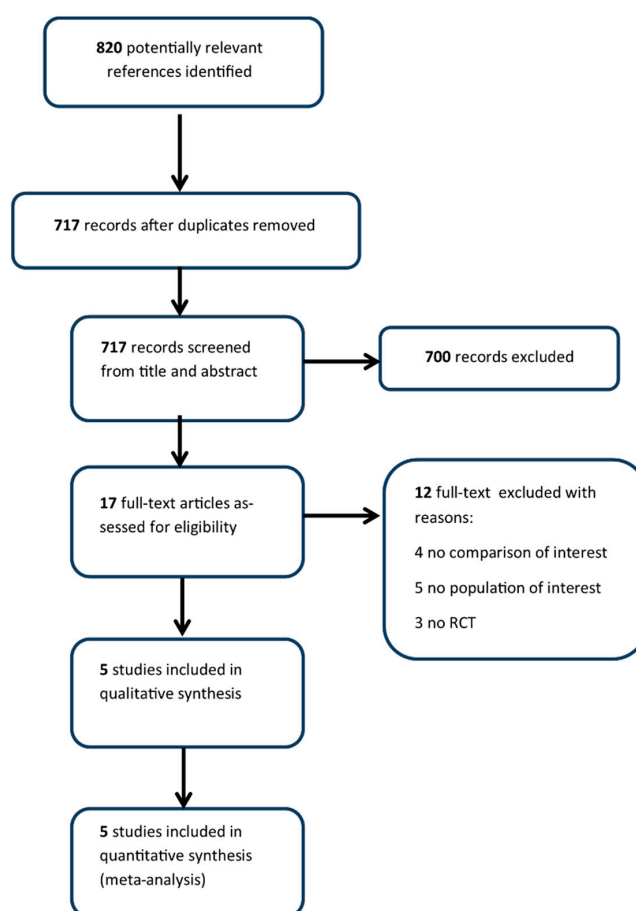 820 potentially relevant
references identified
717 records after duplicates removed
717 records screened
from title and abstract
700 records excluded
17 full-text articles as-
sessed for eligibility
12 full-text excluded with
reasons:
4 no comparison of interest
5 no population of interest
3 no RCT
5 studies included in
qualitative synthesis
5 studies included in
quantitative synthesis
(meta-analysis)